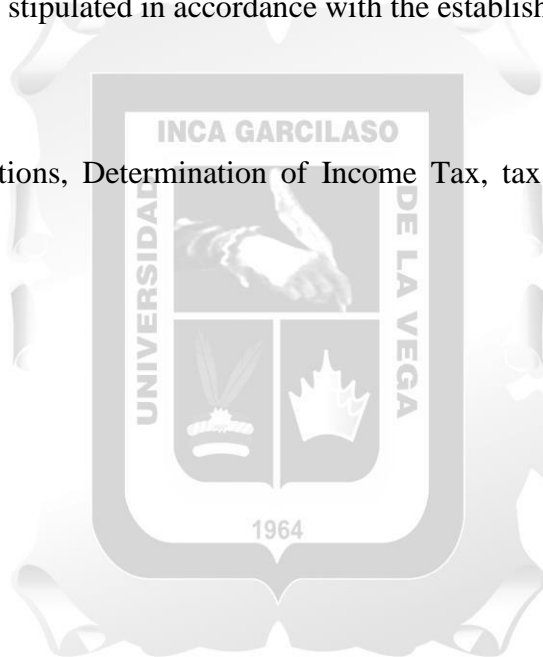 stipulated in accordance with the establish
INCA GARCILASO
tions, Determination of Income Tax, tax
UNIVERSIDAD
DE LA VEGA
1964